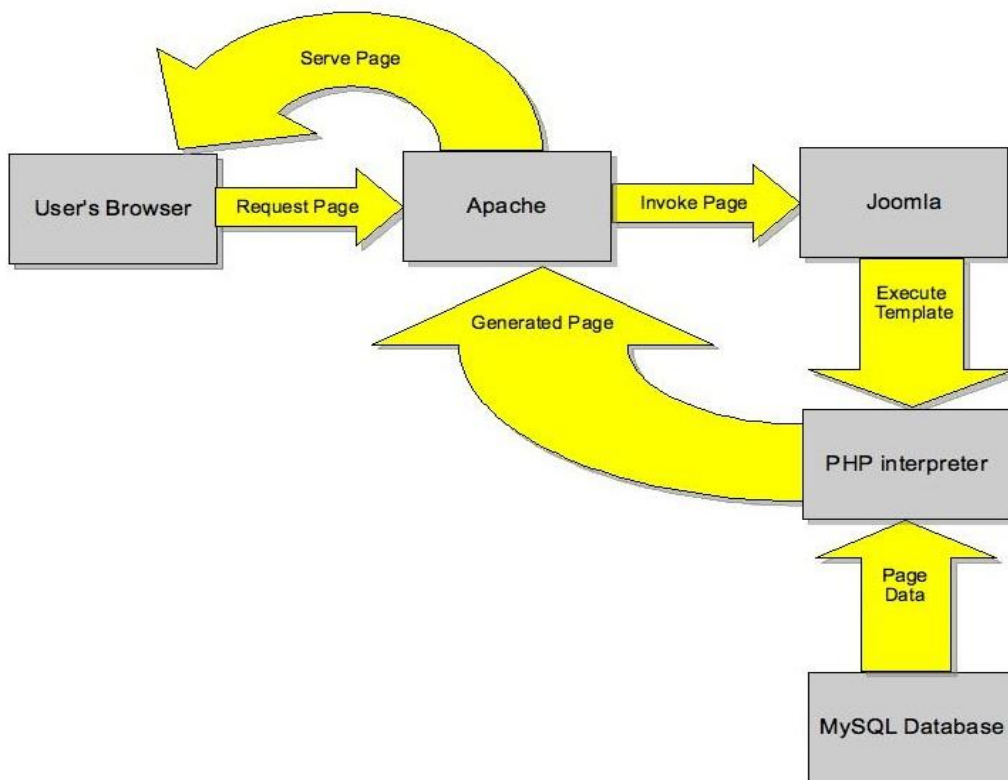 Serve Page
User's Browser
Request Page
Apache
Invoke Page
Joomla
Execute
Template
Generated Page
PHP interpreter
Page
Data
MySQL Database